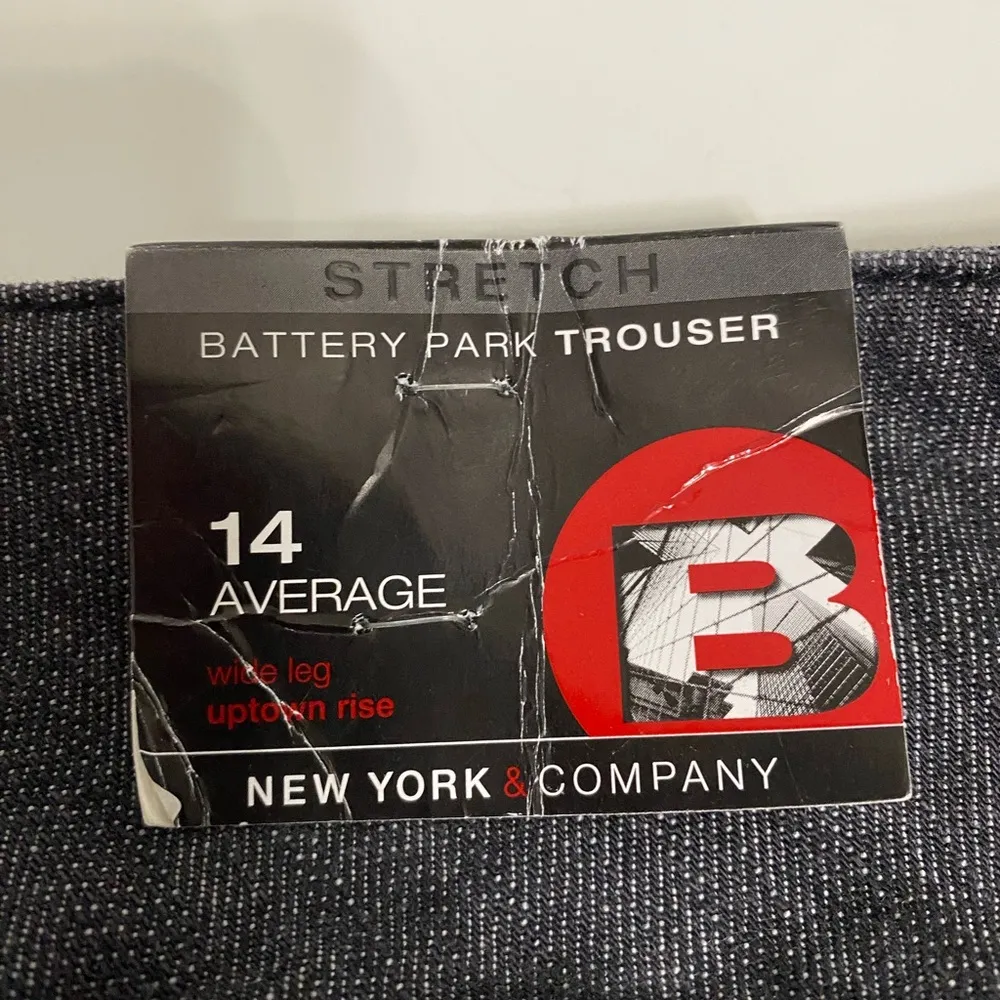 STRETCH
BATTERY PARK TROUSER
14
AVERAGE
wide leg
uptown rise
B
NEW YORK & COMPANY